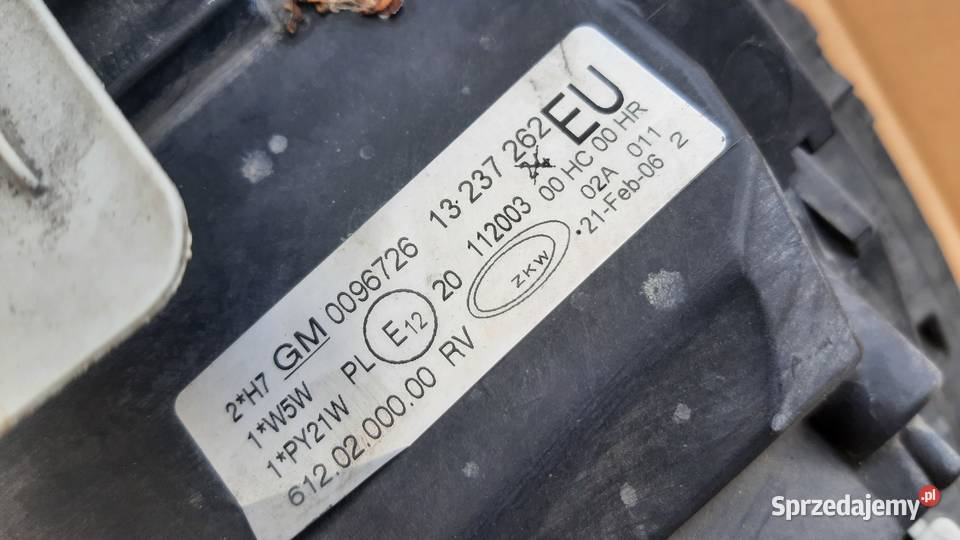 2*H7 GM 0096726 13·237 262 EU
1*W5W PL E12 20 112003 00 HC 00 HR
1*PY21W ZKW 02A 011
612.02.000.00 RV •21-Feb-06 2
Sprzedajemy.pl